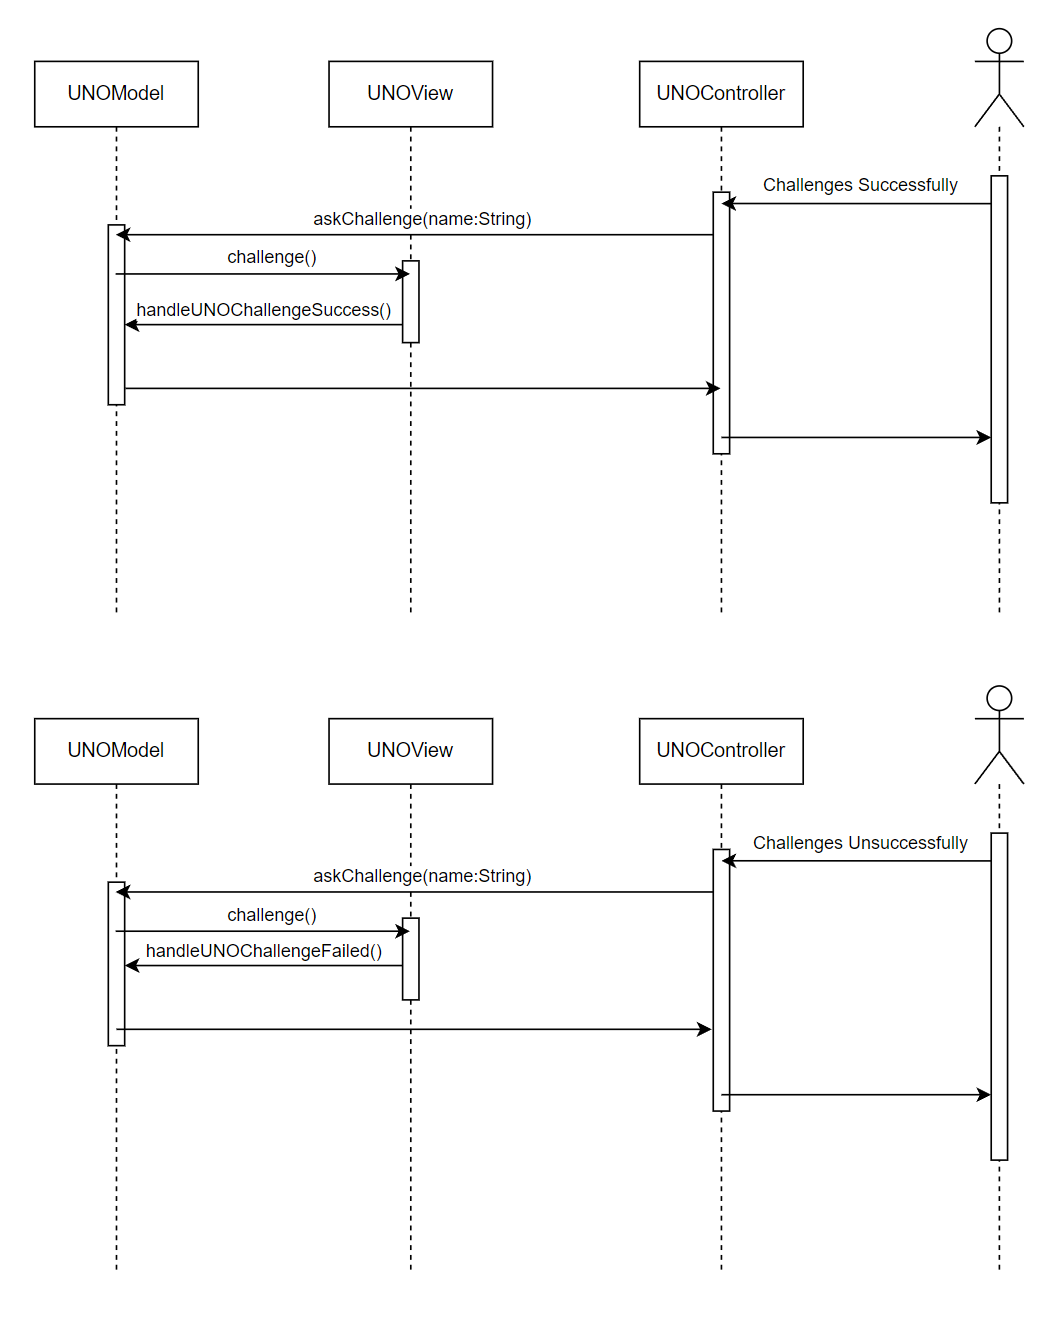 UNOModel
UNOView
UNOController
Challenges Successfully
askChallenge(name:String)
challenge()
handleUNOChallengeSuccess()
UNOModel
UNOView
UNOController
Challenges Unsuccessfully
askChallenge(name:String)
challenge()
handleUNOChallengeFailed()